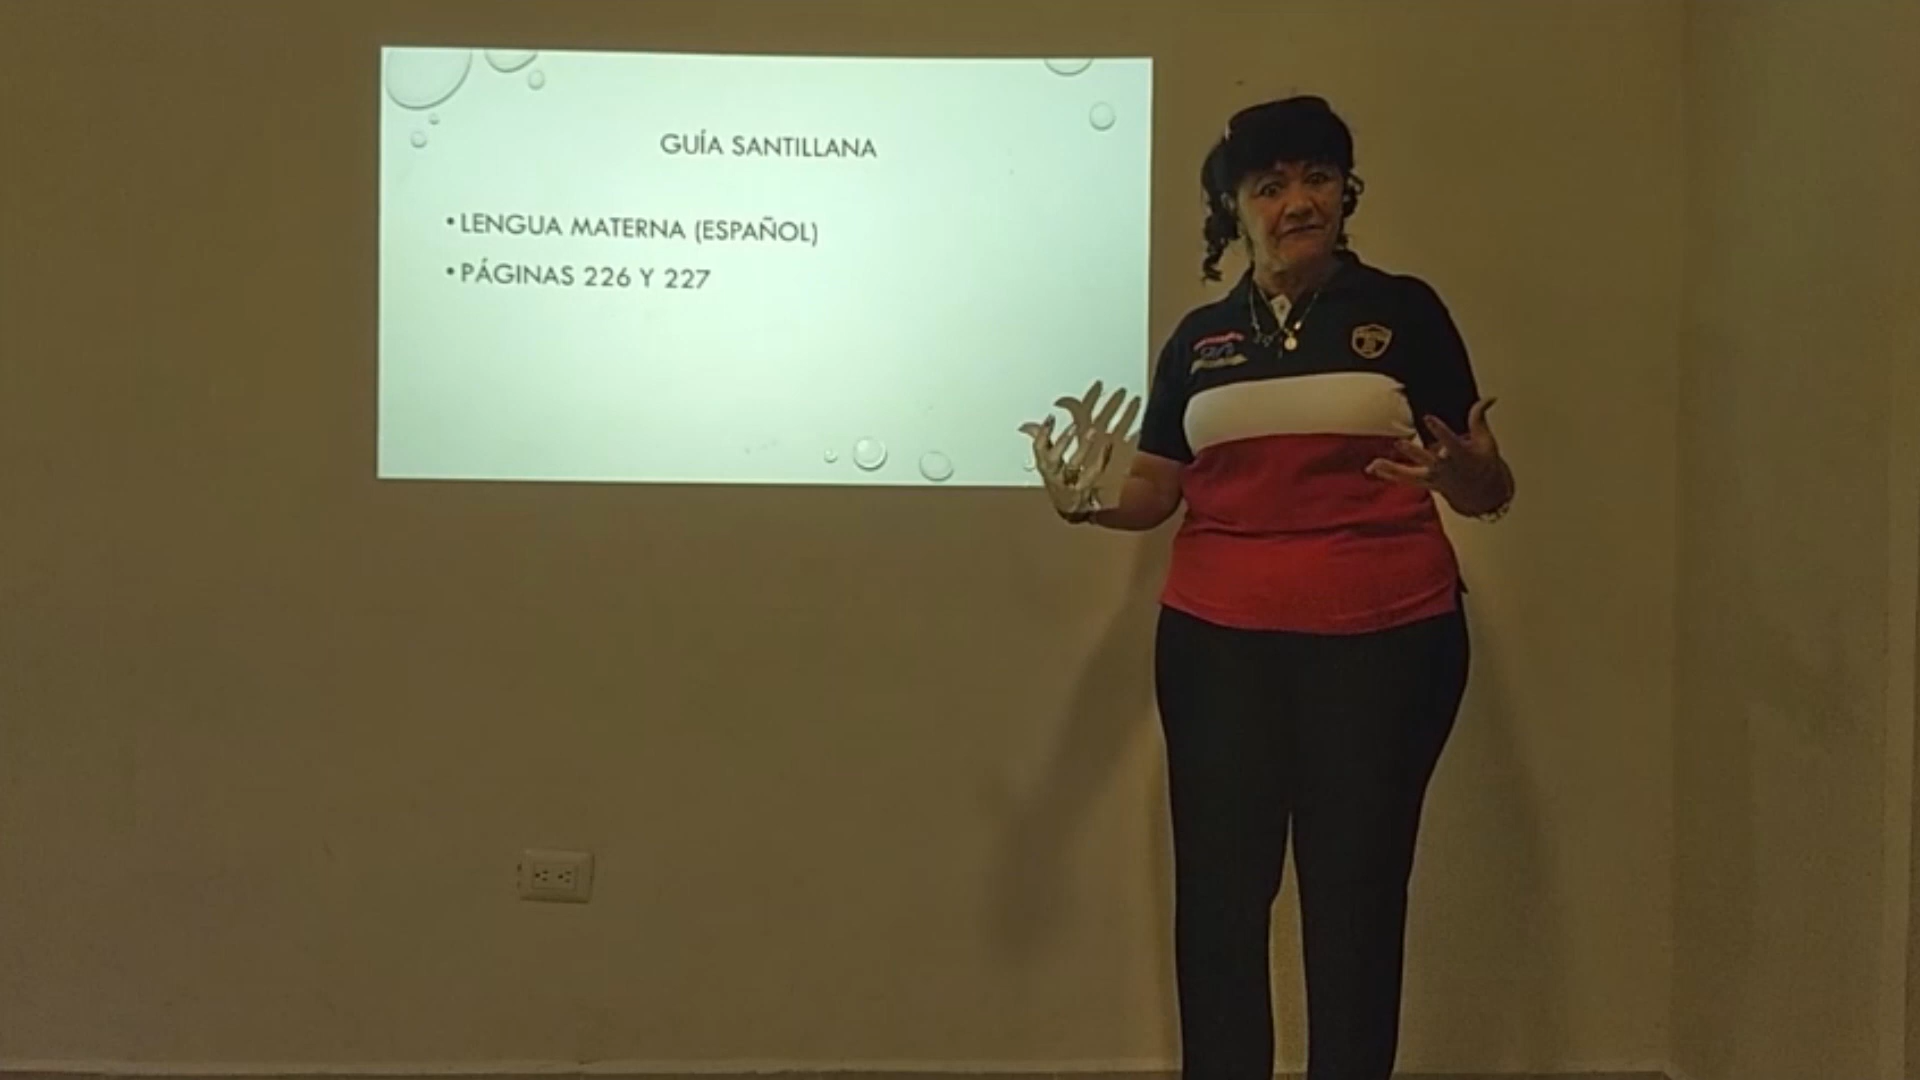 GUÍA SANTILLANA
• LENGUA MATERNA (ESPAÑOL)
• PÁGINAS 226 Y 227